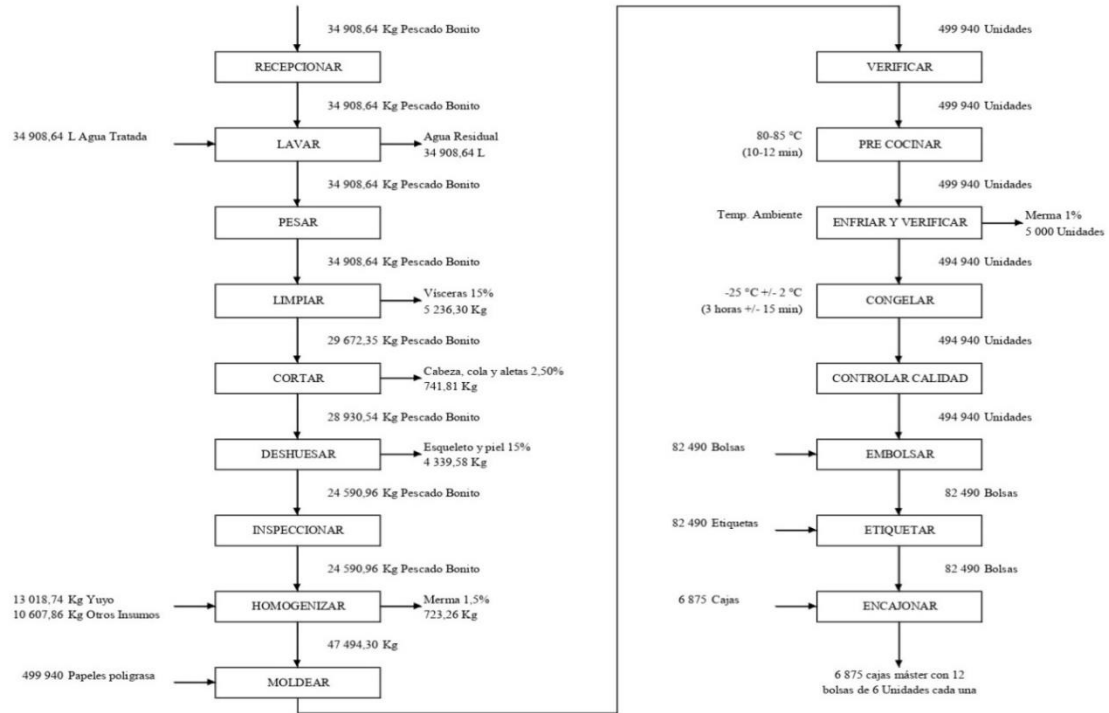 34 908,64 Kg Pescado Bonito
RECEPCIONAR
34 908,64 Kg Pescado Bonito
34 908,64 L Agua Tratada
LAVAR
Agua Residual
34 908,64 L
34 908,64 Kg Pescado Bonito
PESAR
34 908,64 Kg Pescado Bonito
LIMPIAR
Vísceras 15%
5 236,30 Kg
29 672,35 Kg Pescado Bonito
CORTAR
Cabeza, cola y aletas 2,50%
741,81 Kg
28 930,54 Kg Pescado Bonito
DESHUESAR
Esqueleto y piel 15%
4 339,58 Kg
24 590,96 Kg Pescado Bonito
INSPECCIONAR
24 590,96 Kg Pescado Bonito
13 018,74 Kg Yuyo
10 607,86 Kg Otros Insumos
HOMOGENIZAR
Merma 1,5%
723,26 Kg
47 494,30 Kg
499 940 Papeles poligrasa
MOLDEAR
499 940 Unidades
VERIFICAR
499 940 Unidades
80-85 °C
(10-12 min)
PRE COCINAR
499 940 Unidades
Temp. Ambiente
ENFRIAR Y VERIFICAR
Merma 1%
5 000 Unidades
494 940 Unidades
-25 °C +/- 2 °C
(3 horas +/- 15 min)
CONGELAR
494 940 Unidades
CONTROLAR CALIDAD
494 940 Unidades
82 490 Bolsas
EMBOLSAR
82 490 Bolsas
82 490 Etiquetas
ETIQUETAR
82 490 Bolsas
6 875 Cajas
ENCAJONAR
6 875 cajas máster con 12
bolsas de 6 Unidades cada una